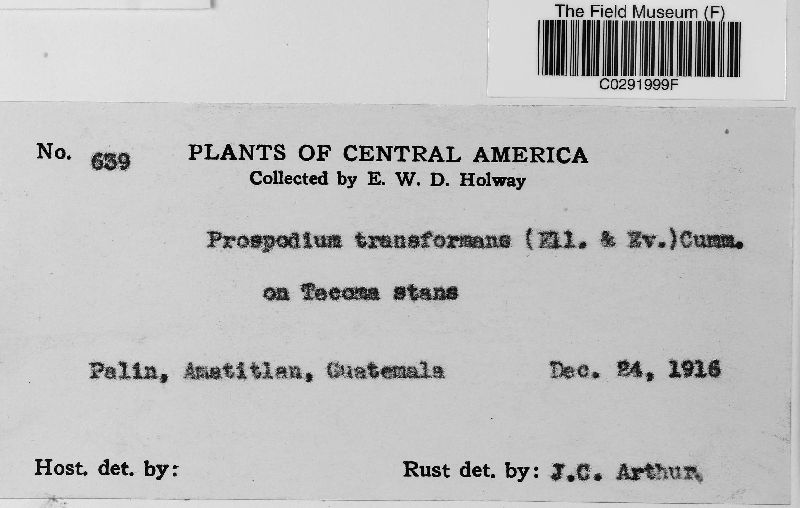 The Field Museum (F)
C0291999F
No. 639 PLANTS OF CENTRAL AMERICA
Collected by E. W. D. Holway
Prospodium transformans (Ell. & Ev.)Cumm.
on Tecoma stans
Palin, Amatitlan, Guatemala Dec. 24, 1916
Host. det. by: Rust det. by: J.C. Arthur.